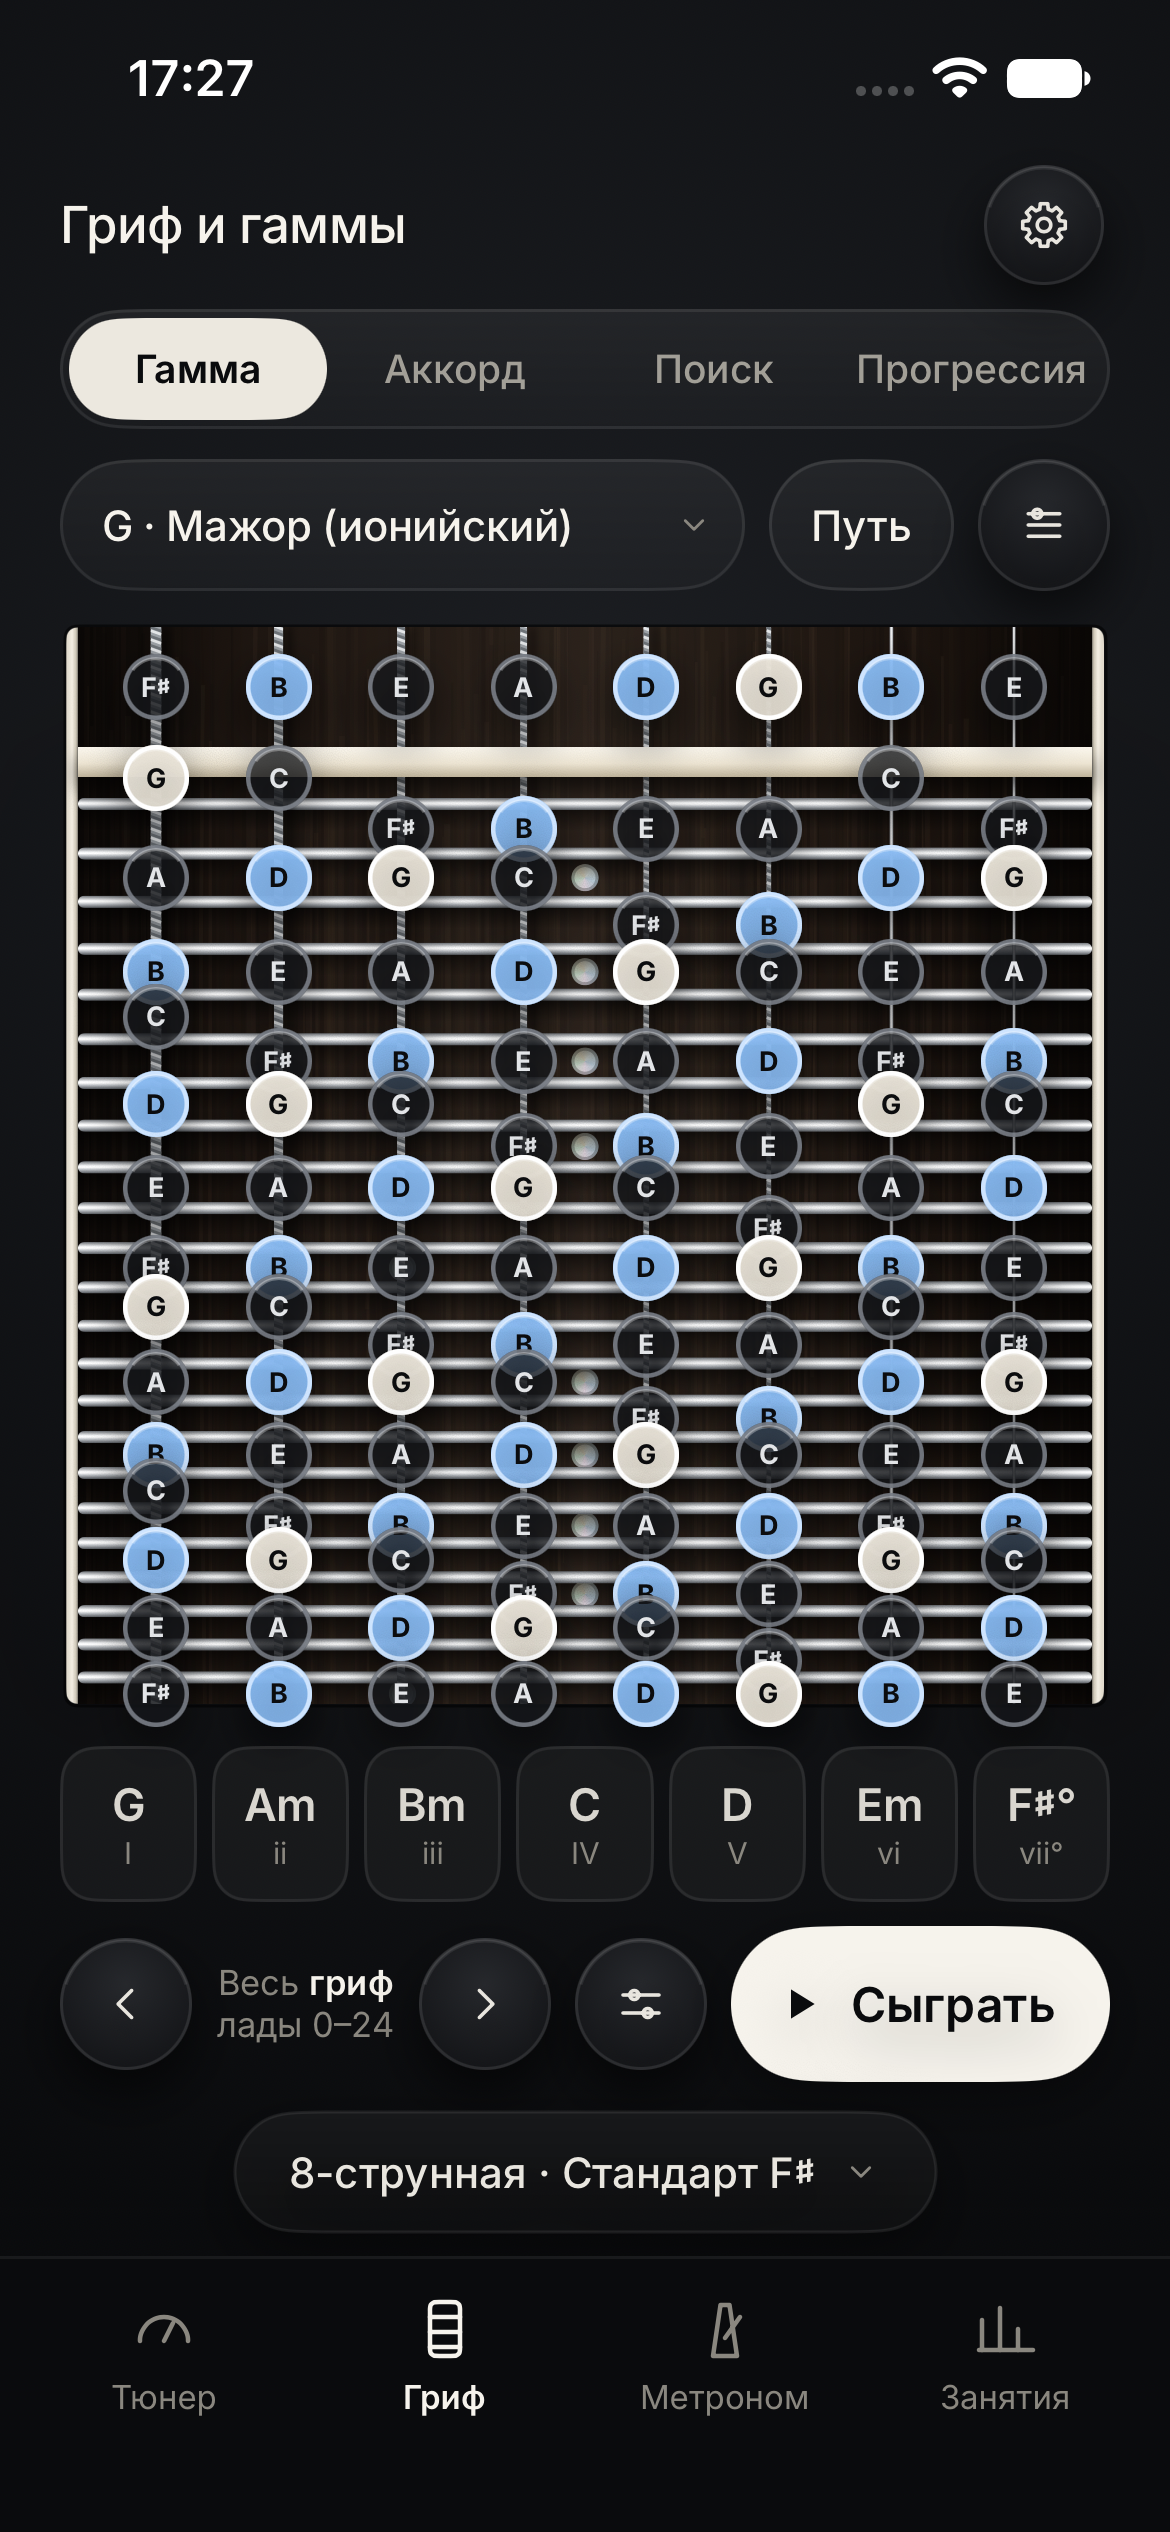 17:27
Гриф и гаммы
Гамма Аккорд Поиск Прогрессия
G · Мажор (ионийский) Путь
F♯ B E A D G B E
G C C
F♯ B E A F♯
A D G C D G
F♯ B
B E A D G C E A
C
F♯ B E A D F♯ B
D G C G C
F♯ B E
E A D G C A D
F♯
F♯ B E A D G B E
G C C
F♯ B E A F♯
A D G C D G
F♯ B
B E A D G C E A
C
F♯ B E A D F♯ B
D G C G C
F♯ B E
E A D G C A D
F♯
F♯ B E A D G B E
G Am Bm C D Em F♯°
I ii iii IV V vi vii°
Весь гриф
лады 0–24
Сыграть
8-струнная · Стандарт F♯
Тюнер Гриф Метроном Занятия